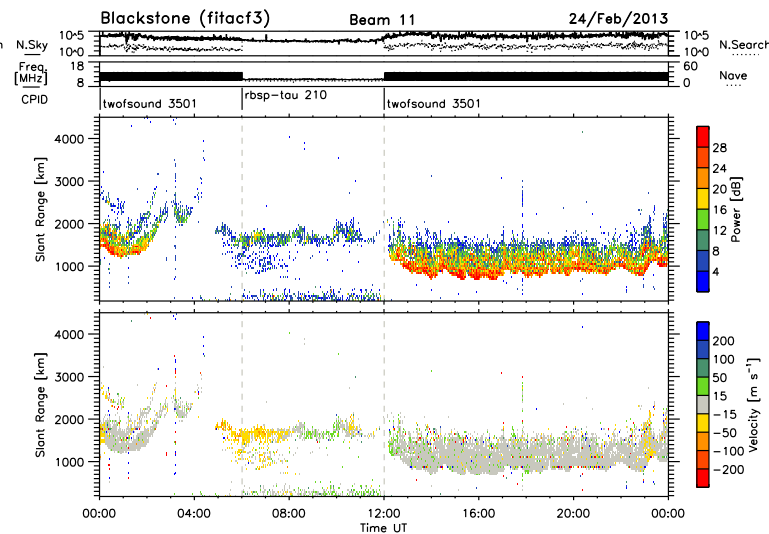 Blackstone (fitacf3) Beam 11 24/Feb/2013
n N.Sky 10^5 10^0 10^5 10^0 N.Search
Freq. [MHz] 18 8 60 0 Nave
CPID twofsound 3501 rbsp-tau 210 twofsound 3501
Slant Range [km] 4000 3000 2000 1000
28 24 20 16 12 8 4 Power [dB]
Slant Range [km] 4000 3000 2000 1000
200 100 50 15 -15 -50 -100 -200 Velocity [m s⁻¹]
00:00 04:00 08:00 12:00 16:00 20:00 00:00
Time UT